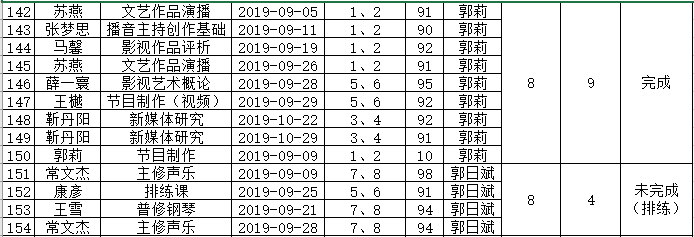 142 苏燕 文艺作品演播 2019-09-05 1、2 91 郭莉
143 张梦思 播音主持创作基础 2019-09-11 1、2 90 郭莉
144 马馨 影视作品评析 2019-09-19 1、2 92 郭莉
145 苏燕 文艺作品演播 2019-09-26 1、2 91 郭莉
146 薛一寰 影视艺术概论 2019-09-28 5、6 95 郭莉 8 9 完成
147 王樾 节目制作（视频） 2019-09-29 5、6 92 郭莉
148 靳丹阳 新媒体研究 2019-10-22 3、4 92 郭莉
149 靳丹阳 新媒体研究 2019-10-29 3、4 91 郭莉
150 郭莉 节目制作 2019-09-09 1、2 10 郭莉
151 常文杰 主修声乐 2019-09-09 7、8 98 郭日斌
152 康彦 排练课 2019-09-25 5、6 91 郭日斌 8 4 未完成
153 王雪 普修钢琴 2019-09-21 7、8 94 郭日斌 （排练）
154 常文杰 主修声乐 2019-09-28 7、8 94 郭日斌